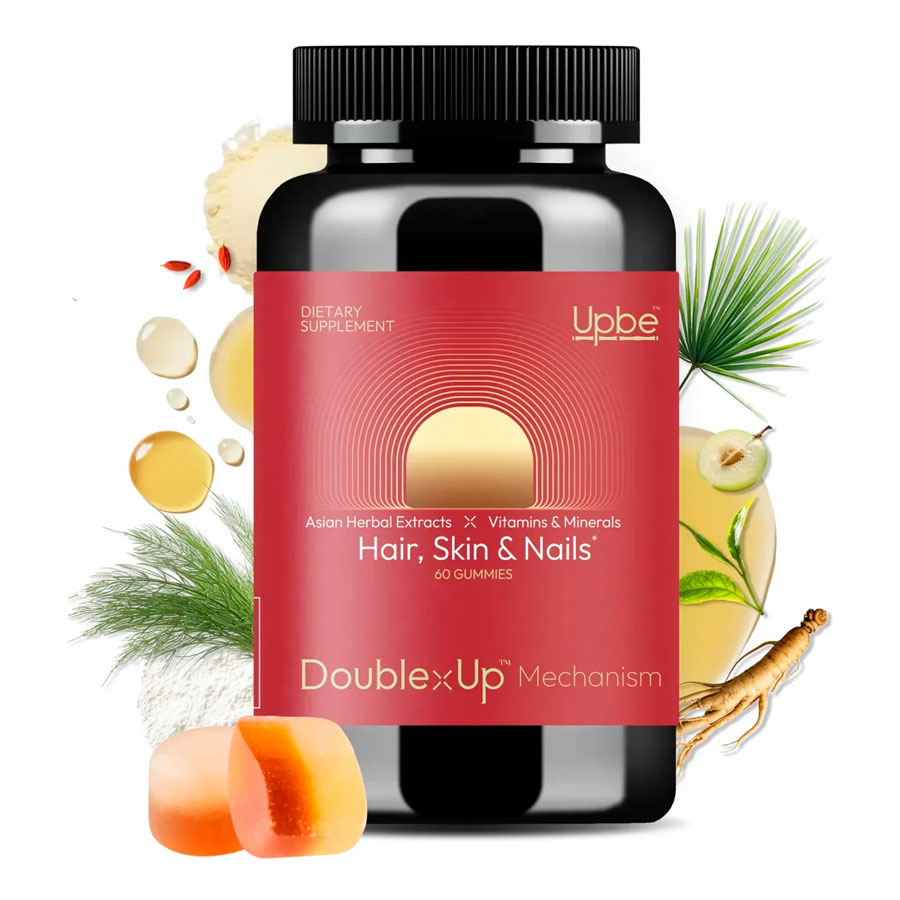 DIETARY
SUPPLEMENT
Upbe™
Asian Herbal Extracts × Vitamins & Minerals
Hair, Skin & Nails*
60 GUMMIES
Double×Up™ Mechanism